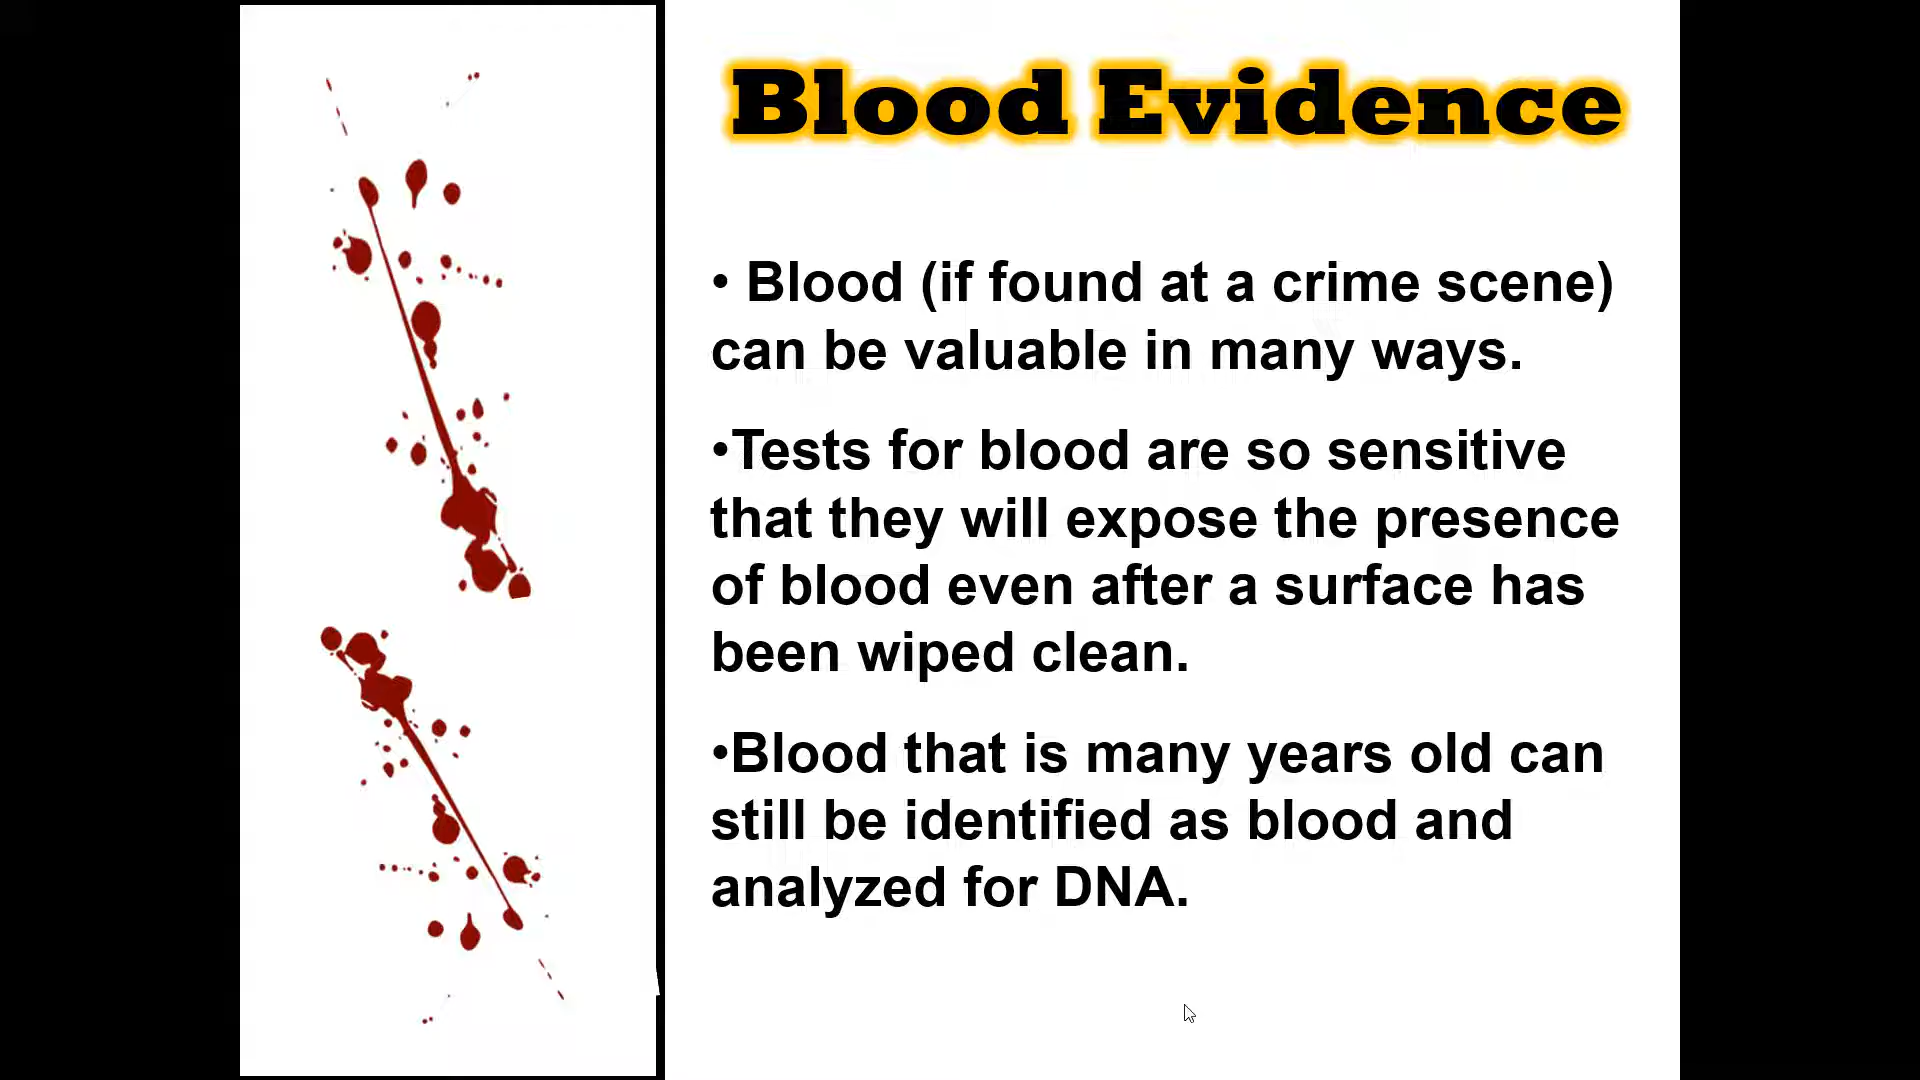 Blood Evidence
• Blood (if found at a crime scene)
can be valuable in many ways.
•Tests for blood are so sensitive
that they will expose the presence
of blood even after a surface has
been wiped clean.
•Blood that is many years old can
still be identified as blood and
analyzed for DNA.